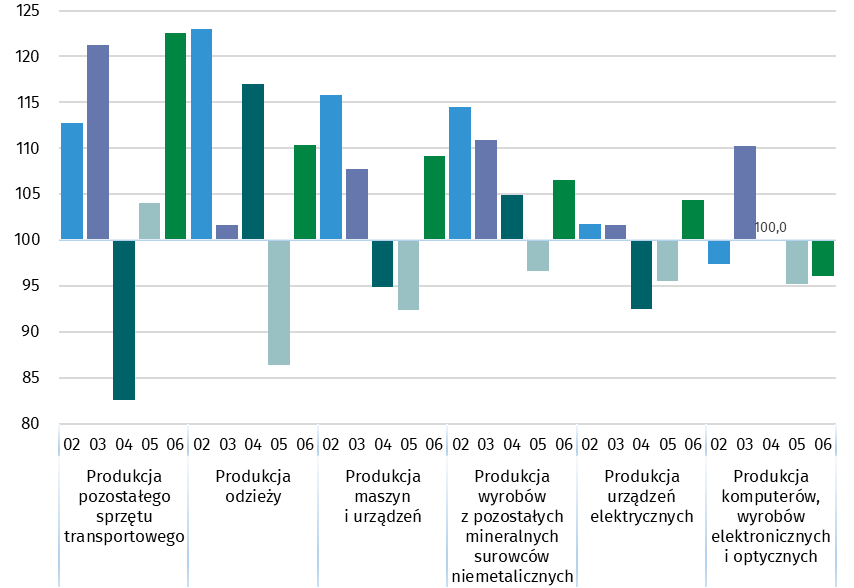 125
120
115
110
105
100
95
90
85
80
100,0
02 03 04 05 06 02 03 04 05 06 02 03 04 05 06 02 03 04 05 06 02 03 04 05 06 02 03 04 05 06
Produkcja
pozostałego
sprzętu
transportowego
Produkcja
odzieży
Produkcja
maszyn
i urządzeń
Produkcja
wyrobów
z pozostałych
mineralnych
surowców
niemetalicznych
Produkcja
urządzeń
elektrycznych
Produkcja
komputerów,
wyrobów
elektronicznych
i optycznych